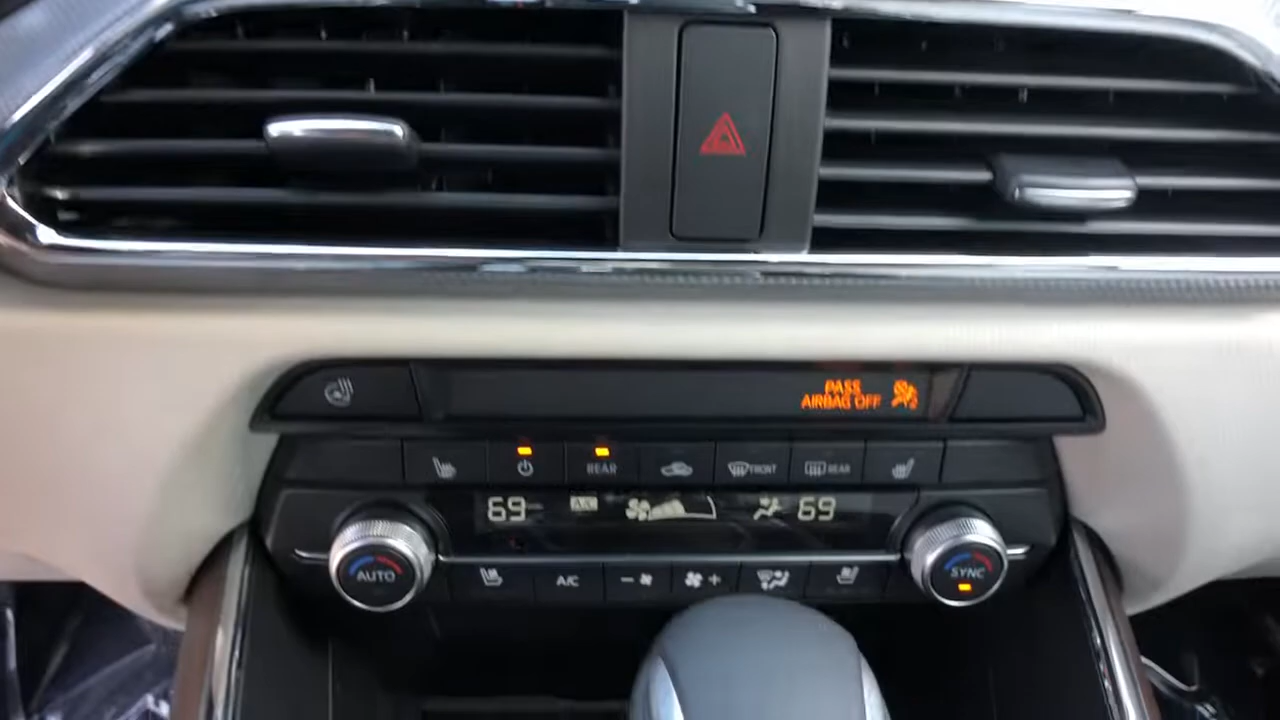 PASS
AIRBAG OFF
REAR
FRONT
REAR
69
A/C
69
AUTO
A/C
SYNC